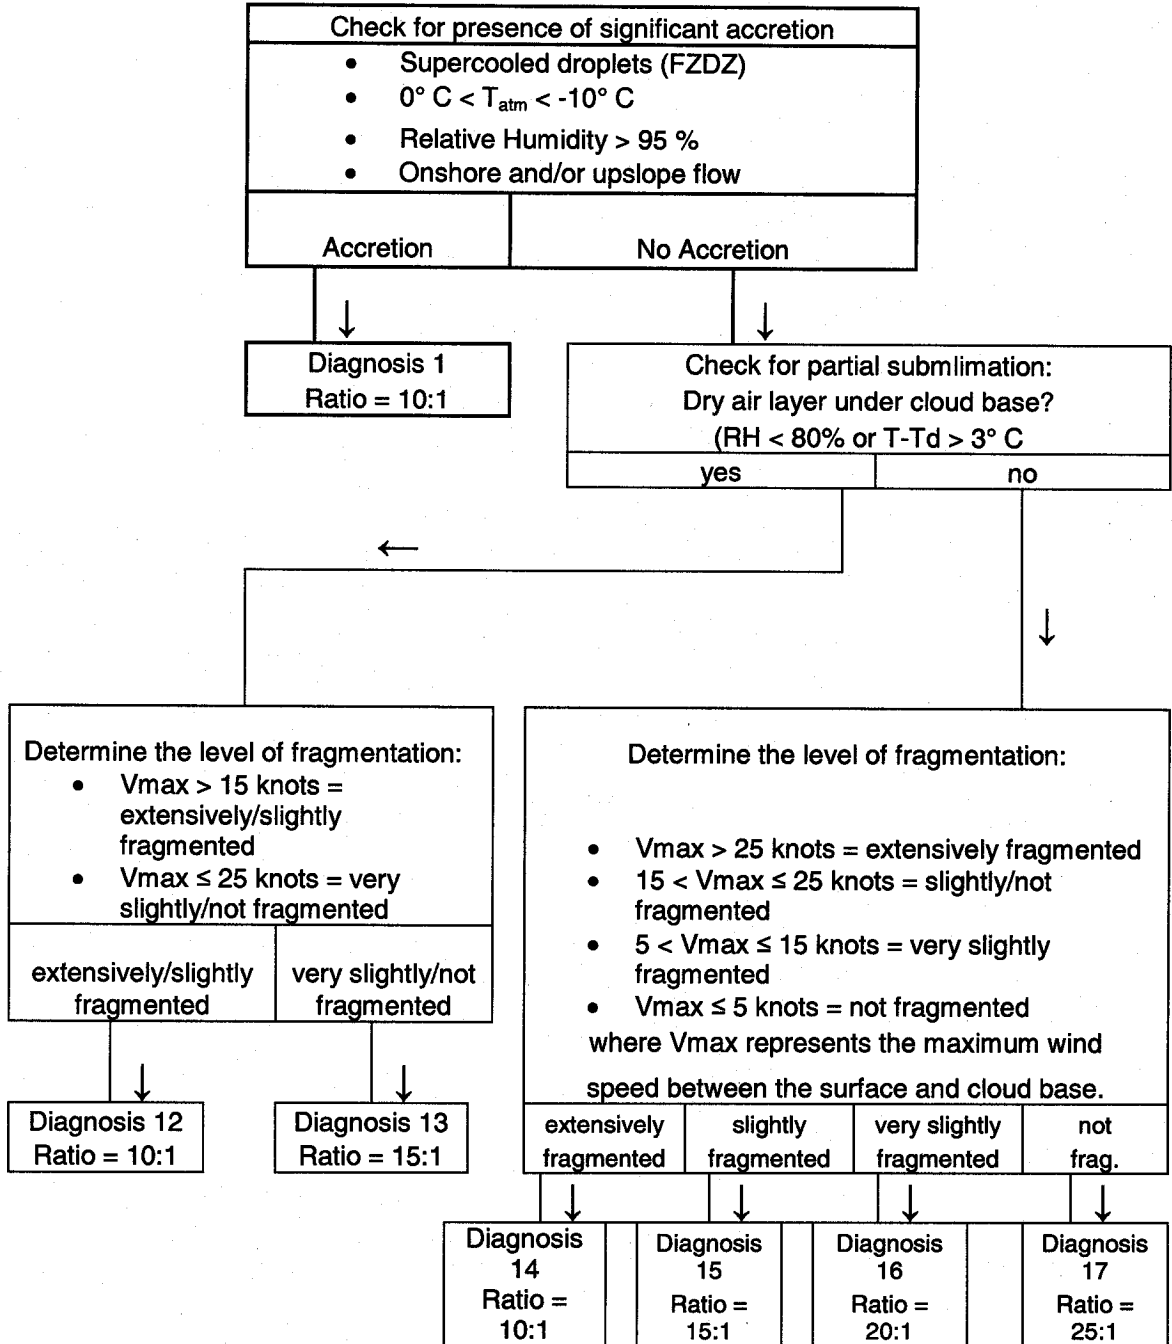 Check for presence of significant accretion
• Supercooled droplets (FZDZ)
• 0° C < Tatm < -10° C
• Relative Humidity > 95 %
• Onshore and/or upslope flow
Accretion
No Accretion
Diagnosis 1
Ratio = 10:1
Check for partial submlimation:
Dry air layer under cloud base?
(RH < 80% or T-Td > 3° C
yes
no
Determine the level of fragmentation:
• Vmax > 15 knots =
extensively/slightly
fragmented
• Vmax ≤ 25 knots = very
slightly/not fragmented
extensively/slightly
fragmented
very slightly/not
fragmented
Diagnosis 12
Ratio = 10:1
Diagnosis 13
Ratio = 15:1
Determine the level of fragmentation:
• Vmax > 25 knots = extensively fragmented
• 15 < Vmax ≤ 25 knots = slightly/not
fragmented
• 5 < Vmax ≤ 15 knots = very slightly
fragmented
• Vmax ≤ 5 knots = not fragmented
where Vmax represents the maximum wind
speed between the surface and cloud base.
extensively
fragmented
slightly
fragmented
very slightly
fragmented
not
frag.
Diagnosis
14
Ratio =
10:1
Diagnosis
15
Ratio =
15:1
Diagnosis
16
Ratio =
20:1
Diagnosis
17
Ratio =
25:1